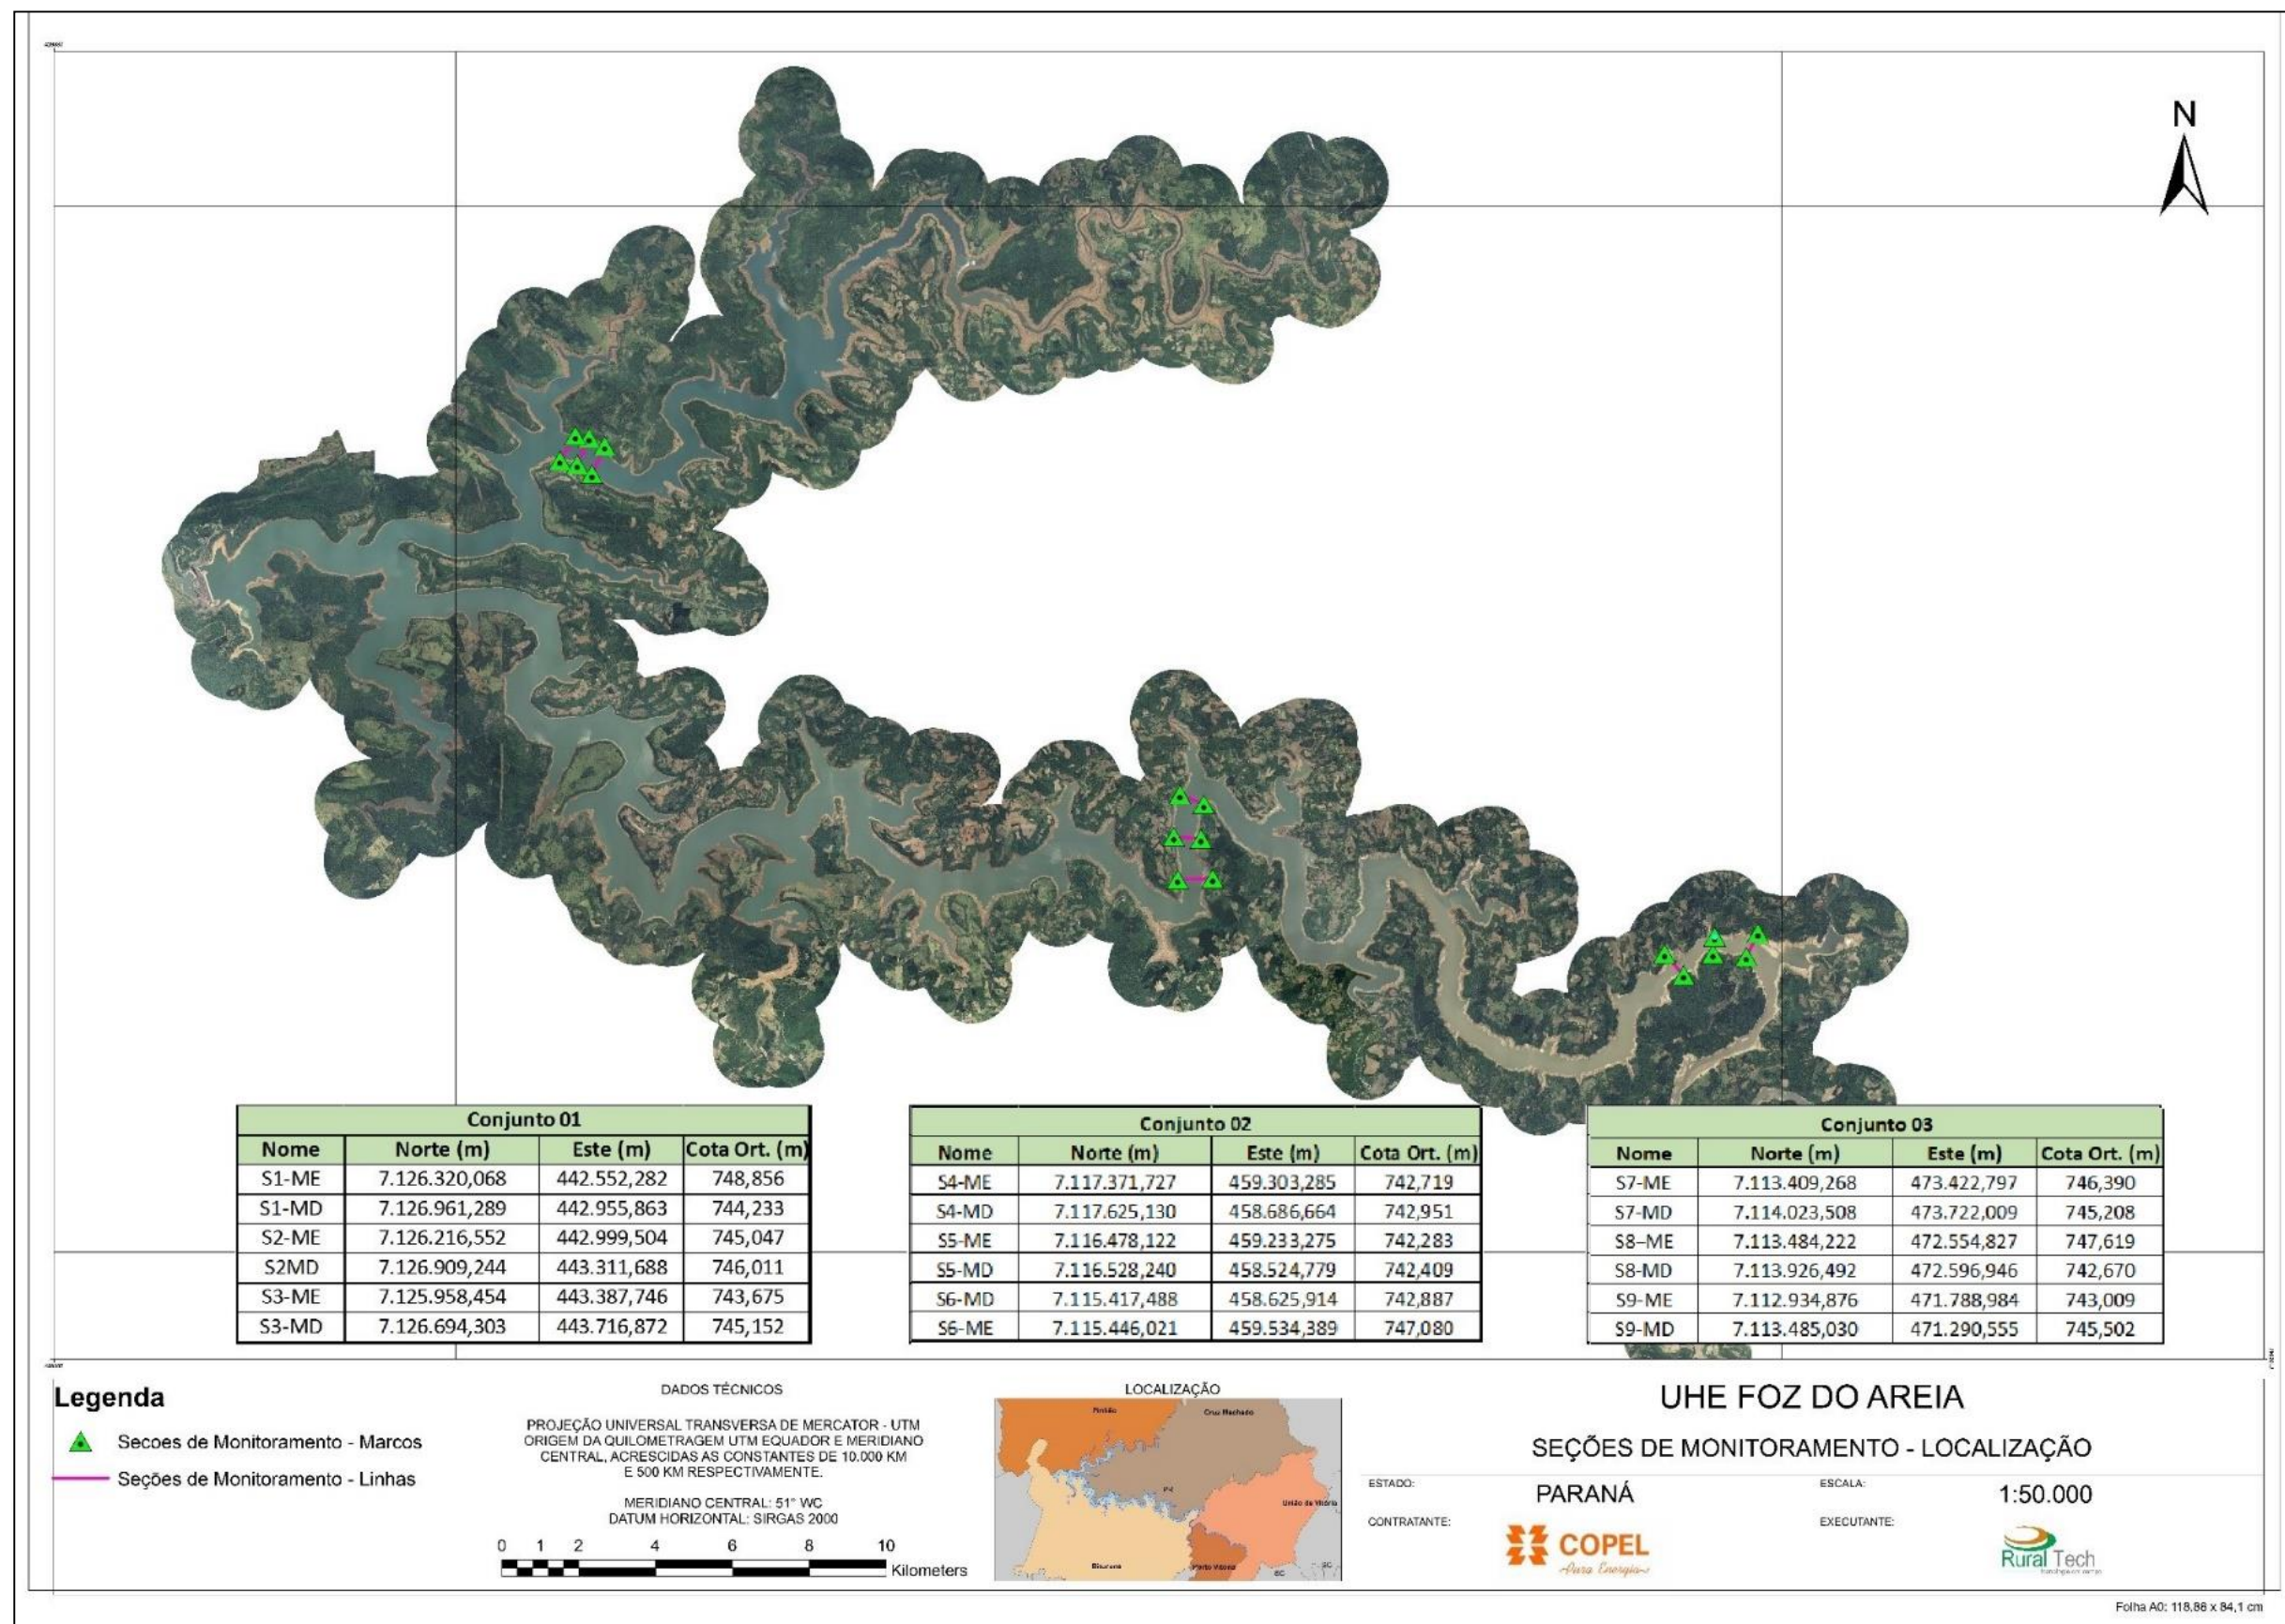 N
Conjunto 01
Nome Norte (m) Este (m) Cota Ort. (m)
S1-ME 7.126.320,068 442.552,282 748,856
S1-MD 7.126.961,289 442.955,863 744,233
S2-ME 7.126.216,552 442.999,504 745,047
S2MD 7.126.909,244 443.311,688 746,011
S3-ME 7.125.958,454 443.387,746 743,675
S3-MD 7.126.694,303 443.716,872 745,152
Conjunto 02
Nome Norte (m) Este (m) Cota Ort. (m)
S4-ME 7.117.371,727 459.303,285 742,719
S4-MD 7.117.625,130 458.686,664 742,951
S5-ME 7.116.478,122 459.233,275 742,283
S5-MD 7.116.528,240 458.524,779 742,409
S6-MD 7.115.417,488 458.625,914 742,887
S6-ME 7.115.446,021 459.534,389 747,080
Conjunto 03
Nome Norte (m) Este (m) Cota Ort. (m)
S7-ME 7.113.409,268 473.422,797 746,390
S7-MD 7.114.023,508 473.722,009 745,208
S8–ME 7.113.484,222 472.554,827 747,619
S8-MD 7.113.926,492 472.596,946 742,670
S9-ME 7.112.934,876 471.788,984 743,009
S9-MD 7.113.485,030 471.290,555 745,502
Legenda
Secoes de Monitoramento - Marcos
Seções de Monitoramento - Linhas
DADOS TÉCNICOS
PROJEÇÃO UNIVERSAL TRANSVERSA DE MERCATOR - UTM
ORIGEM DA QUILOMETRAGEM UTM EQUADOR E MERIDIANO
CENTRAL, ACRESCIDAS AS CONSTANTES DE 10.000 KM
E 500 KM RESPECTIVAMENTE.
MERIDIANO CENTRAL: 51° WC
DATUM HORIZONTAL: SIRGAS 2000
0 1 2 4 6 8 10
Kilometers
LOCALIZAÇÃO
Pinhão
Cruz Machado
PR
União da Vitória
Bituruna
Porto Vitória
SC
SC
UHE FOZ DO AREIA
SEÇÕES DE MONITORAMENTO - LOCALIZAÇÃO
ESTADO: PARANÁ
ESCALA: 1:50.000
CONTRATANTE:
COPEL
Pura Energia
EXECUTANTE:
Rural Tech
Folha A0: 118,86 x 84,1 cm